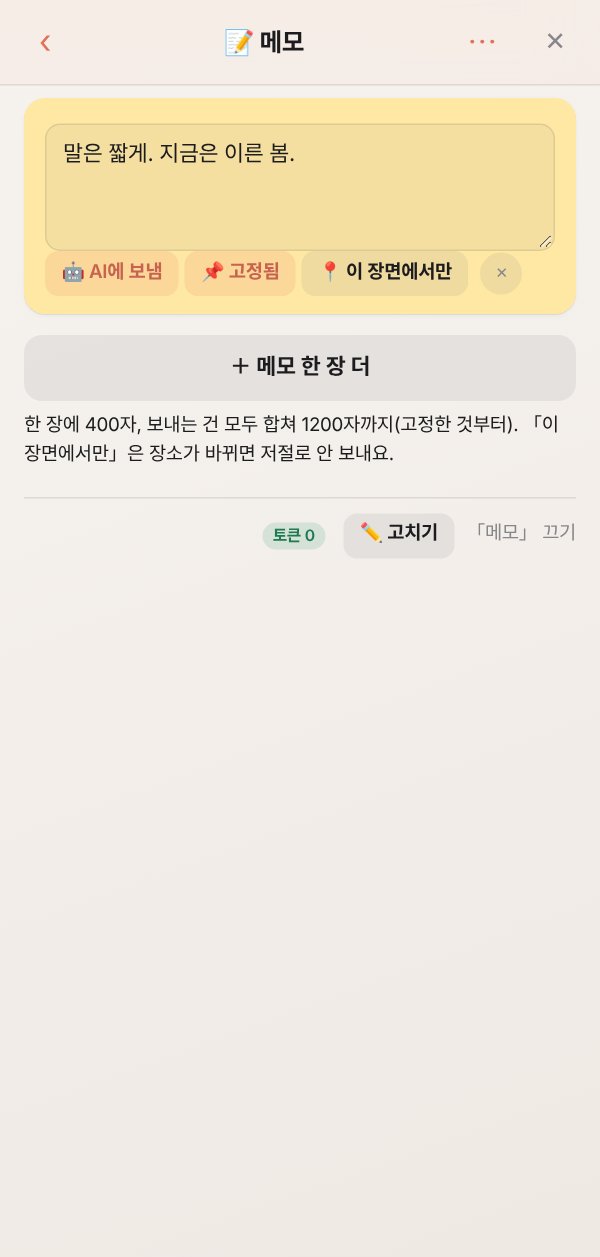 ‹ 📝 메모 ··· ✕
말은 짧게. 지금은 이른 봄.
🤖 AI에 보냄 📌 고정됨 📍 이 장면에서만 ×
＋ 메모 한 장 더
한 장에 400자, 보내는 건 모두 합쳐 1200자까지(고정한 것부터). 「이
장면에서만」은 장소가 바뀌면 저절로 안 보내요.
토큰 0 ✏️ 고치기 「메모」 끄기